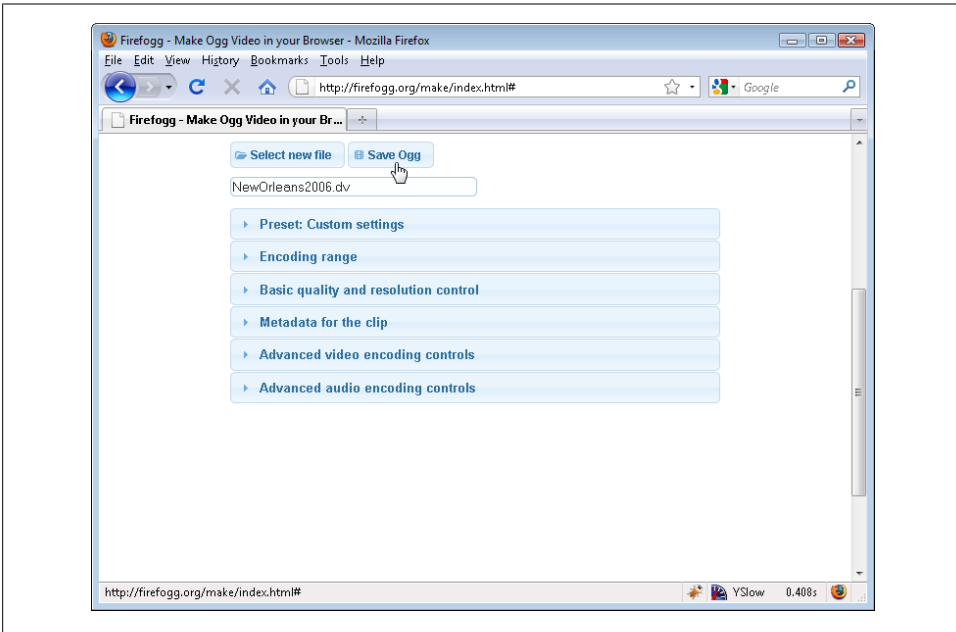 Firefogg - Make Ogg Video in your Browser - Mozilla Firefox
File Edit View History Bookmarks Tools Help
http://firefogg.org/make/index.html# Google
Firefogg - Make Ogg Video in your Br...
Select new file Save Ogg
NewOrleans2006.dv
Preset: Custom settings
Encoding range
Basic quality and resolution control
Metadata for the clip
Advanced video encoding controls
Advanced audio encoding controls
http://firefogg.org/make/index.html# YSlow 0.408s